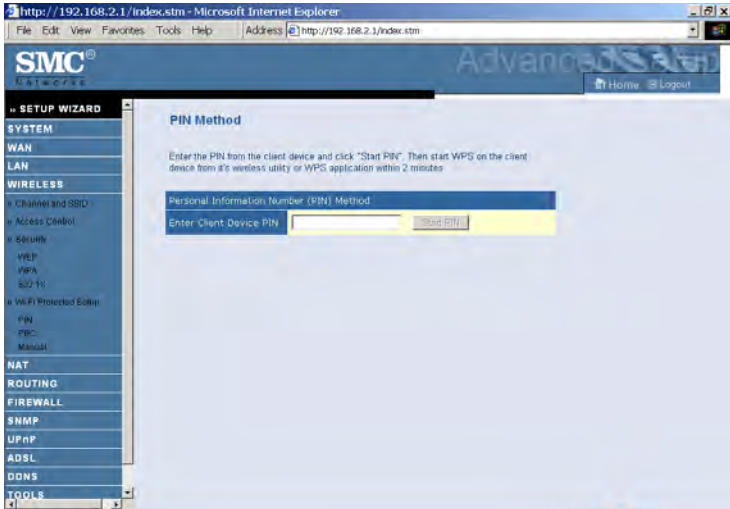 http://192.168.2.1/index.stm - Microsoft Internet Explorer
File Edit View Favorites Tools Help Address http://192.168.2.1/index.stm
SMC®
Networks
Advanced Setup
Home Logout
» SETUP WIZARD
SYSTEM
WAN
LAN
WIRELESS
» Channel and SSID
» Access Control
» Security
WEP
WPA
802.1X
» Wi-Fi Protected Setup
PIN
PBC
Manual
NAT
ROUTING
FIREWALL
SNMP
UPnP
ADSL
DDNS
TOOLS
PIN Method
Enter the PIN from the client device and click "Start PIN". Then start WPS on the client
device from it's wireless utility or WPS application within 2 minutes
Personal Information Number (PIN) Method
Enter Client Device PIN Start PIN